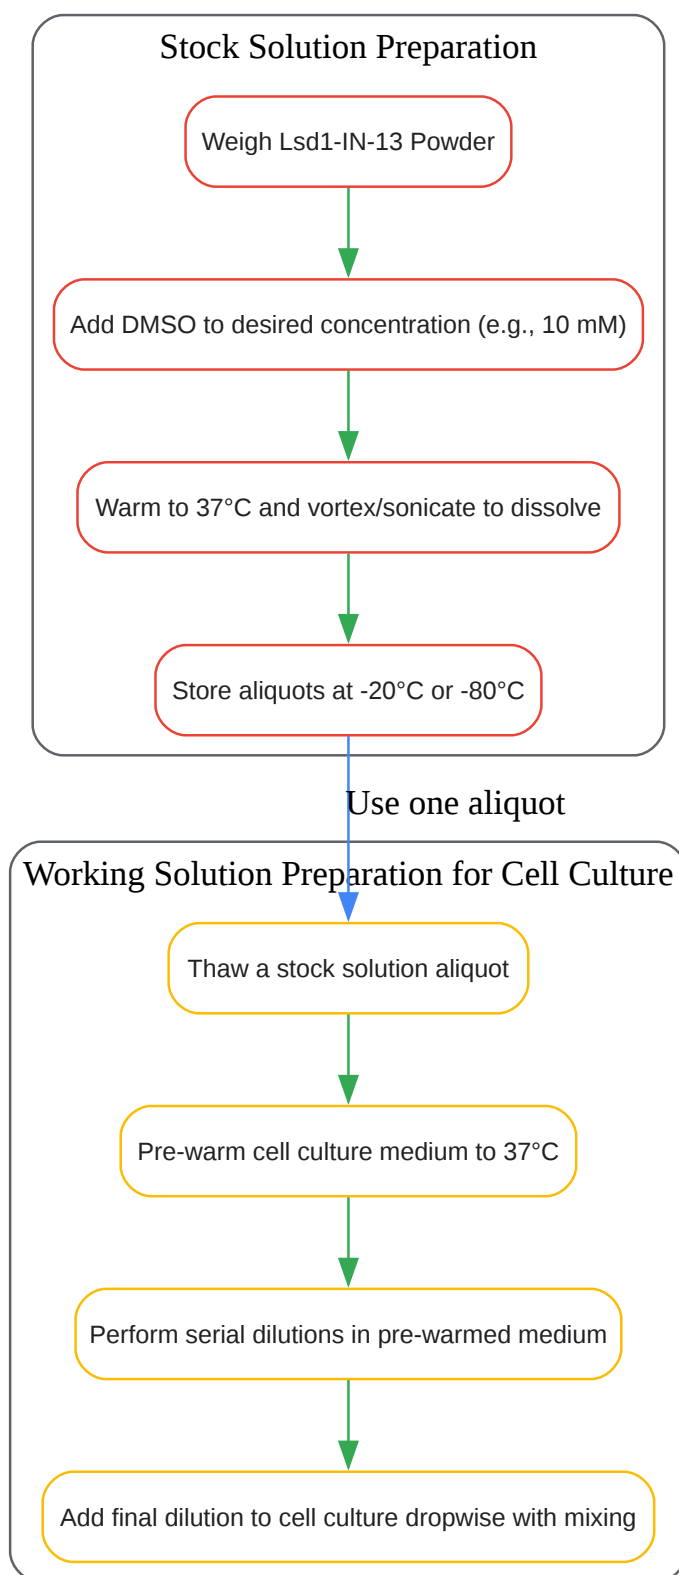 Stock Solution Preparation
Weigh Lsd1-IN-13 Powder
Add DMSO to desired concentration (e.g., 10 mM)
Warm to 37°C and vortex/sonicate to dissolve
Store aliquots at -20°C or -80°C
Use one aliquot
Working Solution Preparation for Cell Culture
Thaw a stock solution aliquot
Pre-warm cell culture medium to 37°C
Perform serial dilutions in pre-warmed medium
Add final dilution to cell culture dropwise with mixing